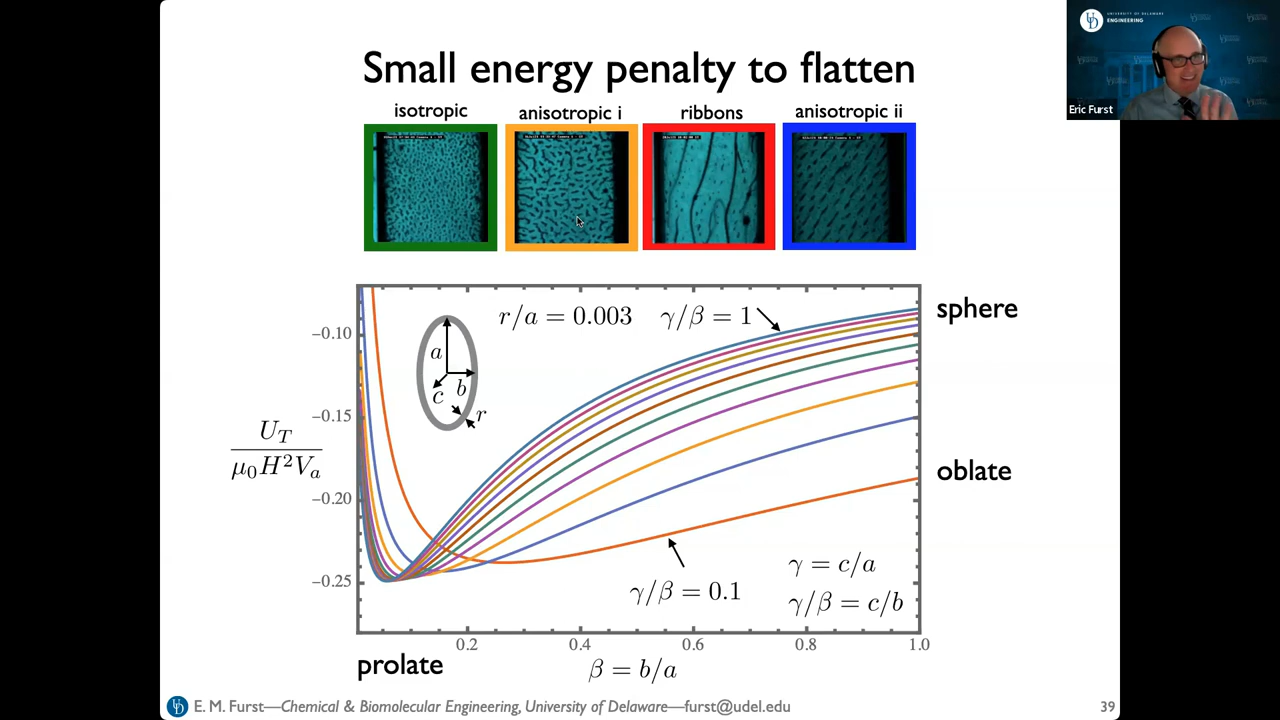 UNIVERSITY OF DELAWARE
ENGINEERING
Eric Furst
Small energy penalty to flatten
isotropic
anisotropic i
ribbons
anisotropic ii
r/a = 0.003
γ/β = 1
sphere
oblate
a
b
c
r
U_T
μ₀H²Vₐ
−0.10
−0.15
−0.20
−0.25
γ/β = 0.1
γ = c/a
γ/β = c/b
0.2 0.4 0.6 0.8 1.0
prolate
β = b/a
E. M. Furst—Chemical & Biomolecular Engineering, University of Delaware—furst@udel.edu
39